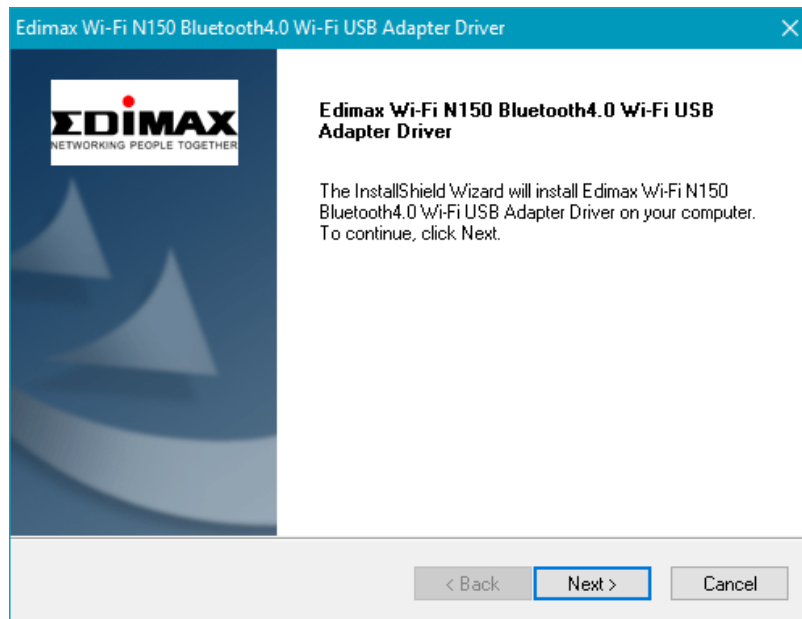 Edimax Wi-Fi N150 Bluetooth4.0 Wi-Fi USB Adapter Driver
EDiMAX
NETWORKING PEOPLE TOGETHER
Edimax Wi-Fi N150 Bluetooth4.0 Wi-Fi USB
Adapter Driver
The InstallShield Wizard will install Edimax Wi-Fi N150
Bluetooth4.0 Wi-Fi USB Adapter Driver on your computer.
To continue, click Next.
< Back
Next >
Cancel